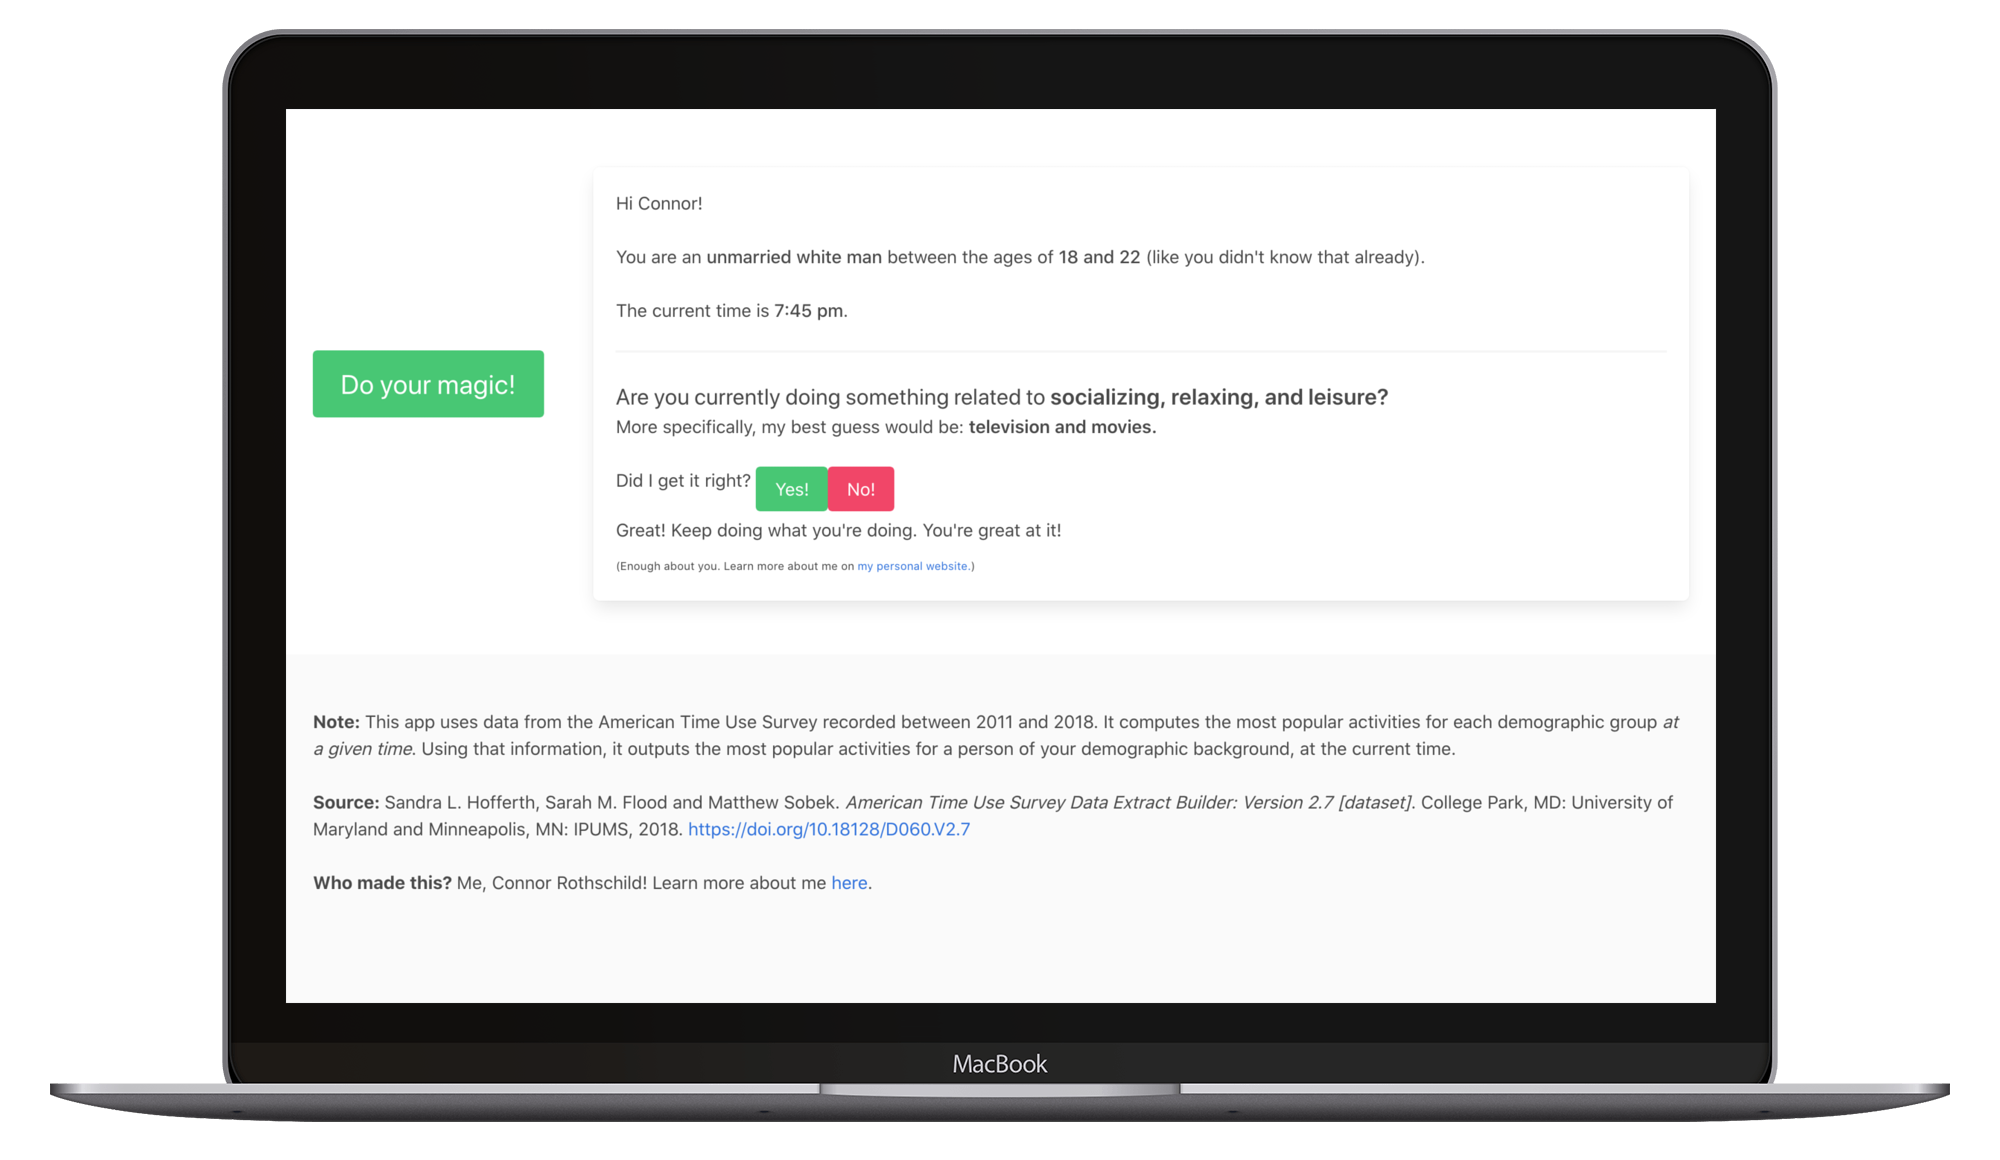 Hi Connor!
You are an unmarried white man between the ages of 18 and 22 (like you didn't know that already).
The current time is 7:45 pm.
Do your magic!
Are you currently doing something related to socializing, relaxing, and leisure?
More specifically, my best guess would be: television and movies.
Did I get it right? Yes! No!
Great! Keep doing what you're doing. You're great at it!
(Enough about you. Learn more about me on my personal website.)
Note: This app uses data from the American Time Use Survey recorded between 2011 and 2018. It computes the most popular activities for each demographic group at
a given time. Using that information, it outputs the most popular activities for a person of your demographic background, at the current time.
Source: Sandra L. Hofferth, Sarah M. Flood and Matthew Sobek. American Time Use Survey Data Extract Builder: Version 2.7 [dataset]. College Park, MD: University of
Maryland and Minneapolis, MN: IPUMS, 2018. https://doi.org/10.18128/D060.V2.7
Who made this? Me, Connor Rothschild! Learn more about me here.
MacBook